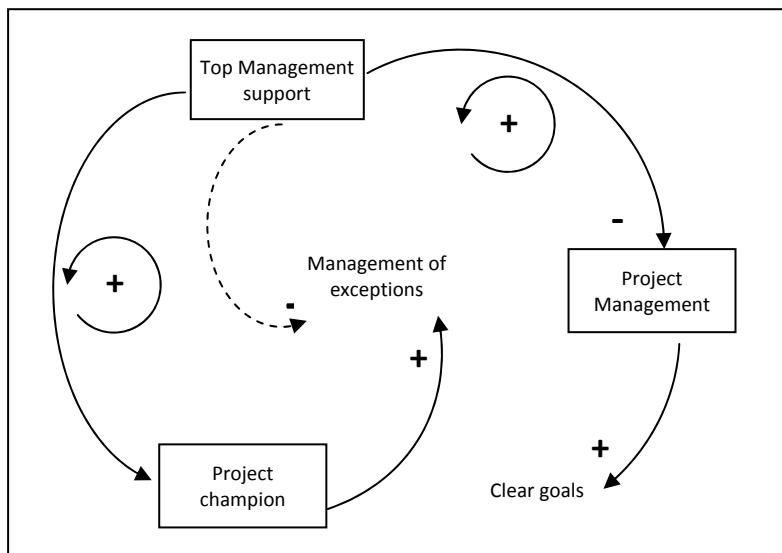 Top Management
support
+
-
+
Management of
exceptions
-
Project
Management
+
+
Project
champion
Clear goals